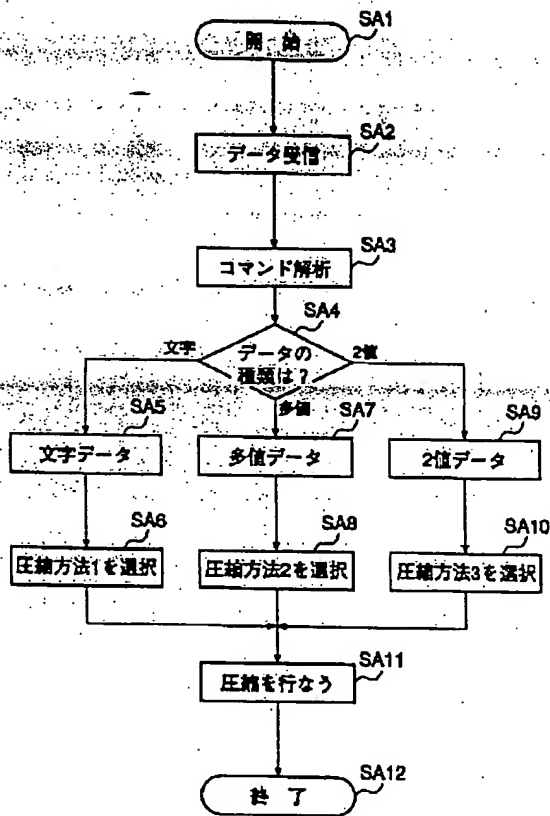 SA1
開 始
SA2
データ受信
SA3
コマンド解析
SA4
データの
種類は?
文字
多値
2値
SA5
文字データ
SA7
多値データ
SA9
2値データ
SA6
圧縮方法1を選択
SA8
圧縮方法2を選択
SA10
圧縮方法3を選択
SA11
圧縮を行なう
SA12
終 了